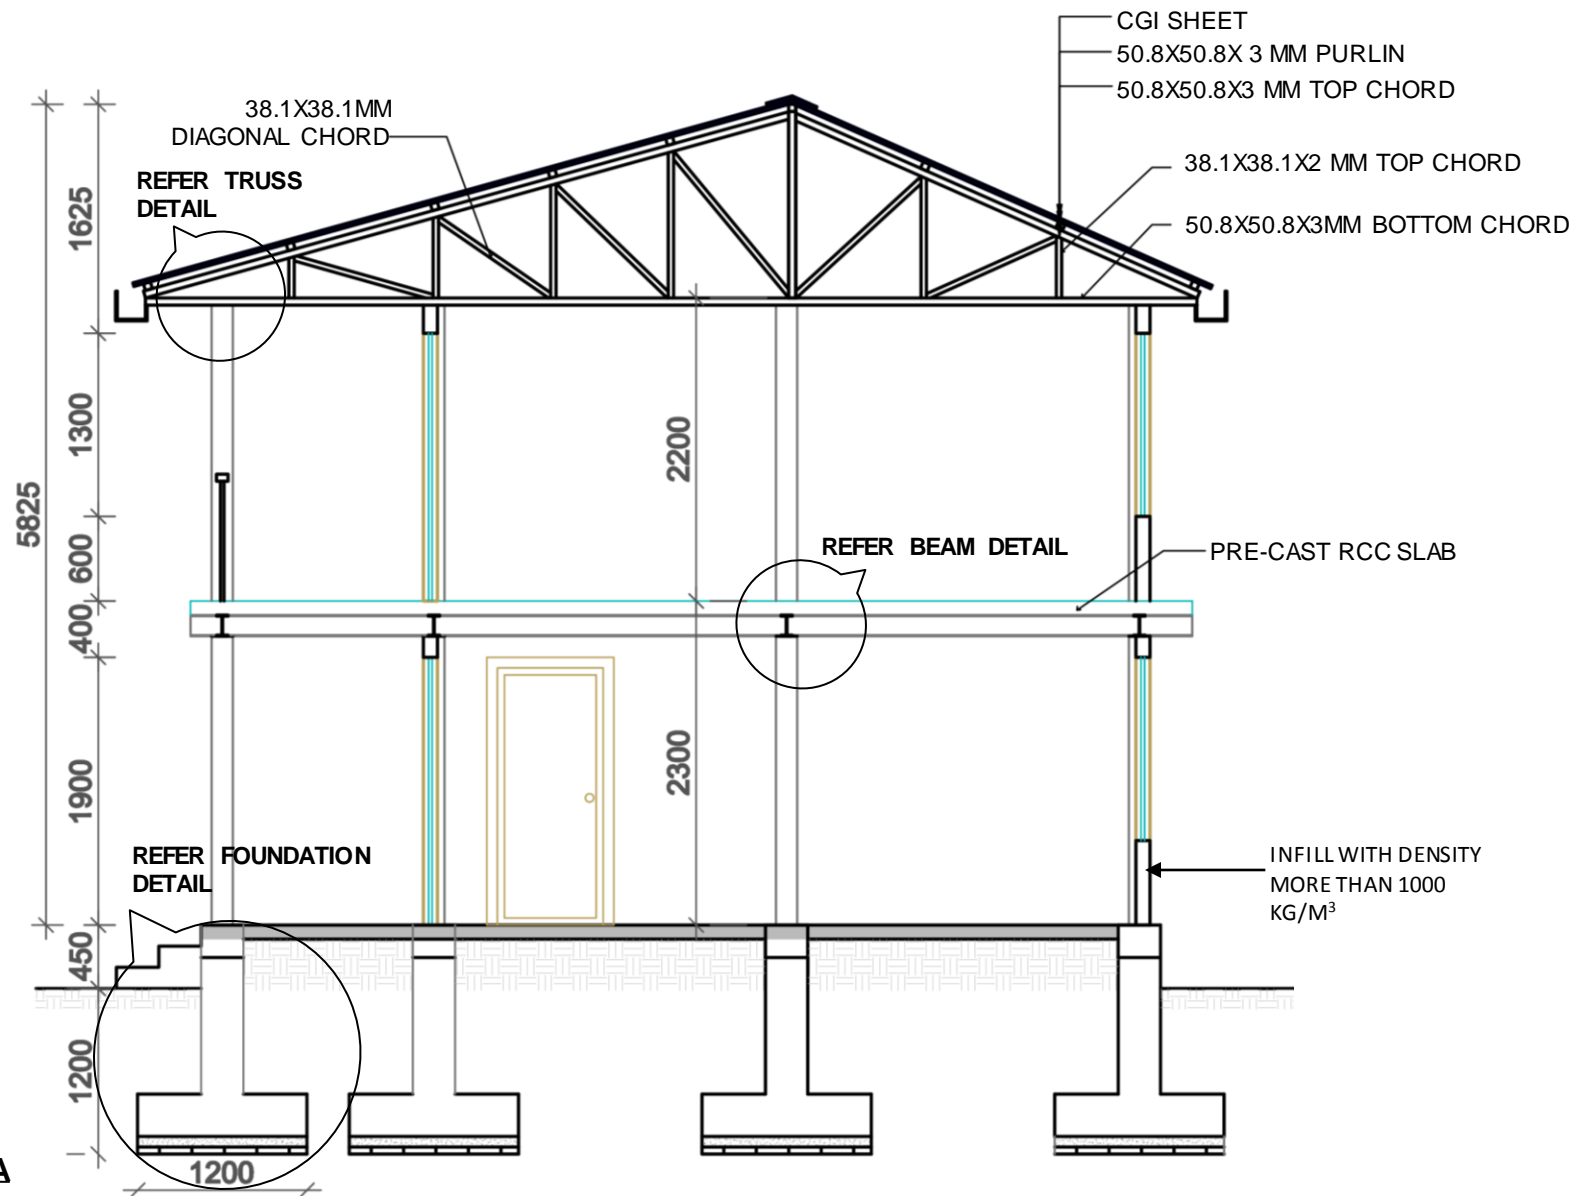 CGI SHEET
50.8X50.8X 3 MM PURLIN
50.8X50.8X3 MM TOP CHORD
38.1X38.1MM
DIAGONAL CHORD
REFER TRUSS
DETAIL
38.1X38.1X2 MM TOP CHORD
50.8X50.8X3MM BOTTOM CHORD
1625
1300
2200
5825
600
REFER BEAM DETAIL
PRE-CAST RCC SLAB
400
1900
2300
REFER FOUNDATION
DETAIL
INFILL WITH DENSITY
MORE THAN 1000
KG/M³
450
1200
1200
A